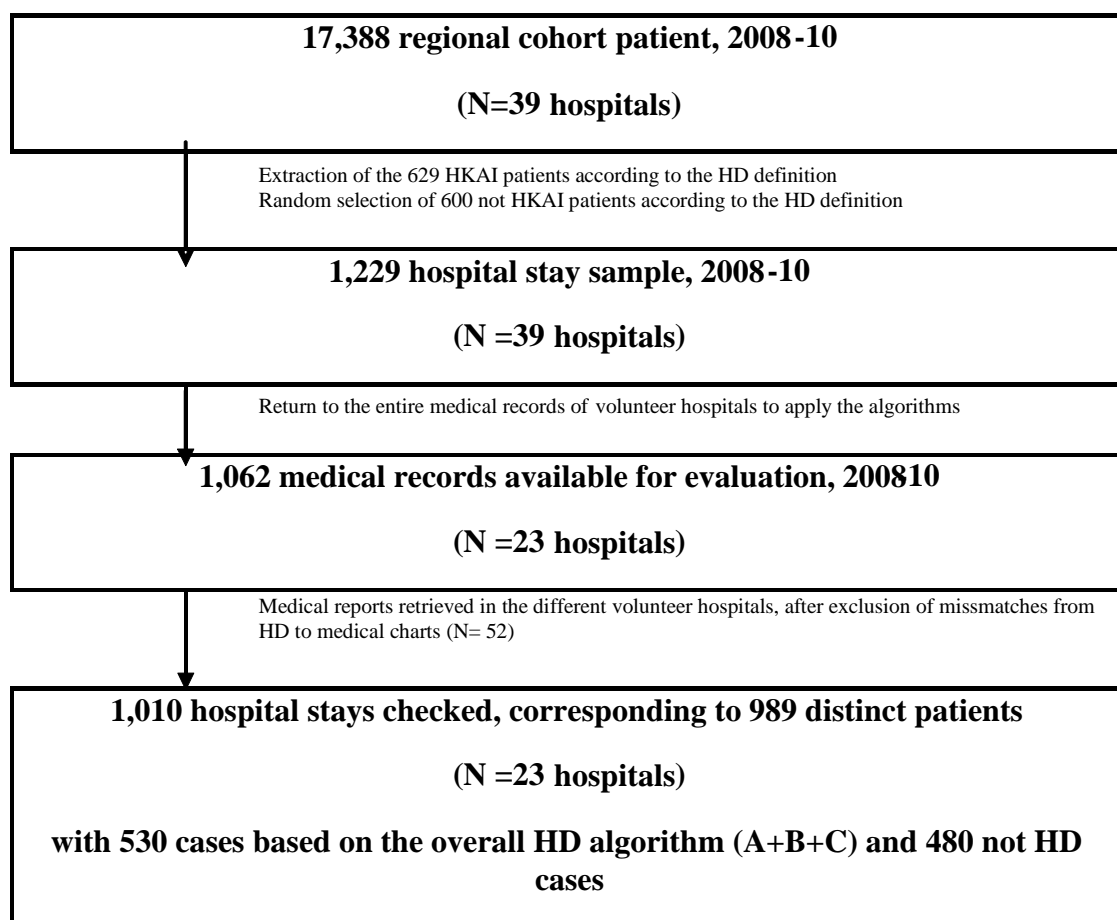 17,388 regional cohort patient, 2008-10
(N=39 hospitals)
Extraction of the 629 HKAI patients according to the HD definition
Random selection of 600 not HKAI patients according to the HD definition
1,229 hospital stay sample, 2008-10
(N =39 hospitals)
Return to the entire medical records of volunteer hospitals to apply the algorithms
1,062 medical records available for evaluation, 2008-10
(N =23 hospitals)
Medical reports retrieved in the different volunteer hospitals, after exclusion of missmatches from
HD to medical charts (N= 52)
1,010 hospital stays checked, corresponding to 989 distinct patients
(N =23 hospitals)
with 530 cases based on the overall HD algorithm (A+B+C) and 480 not HD
cases